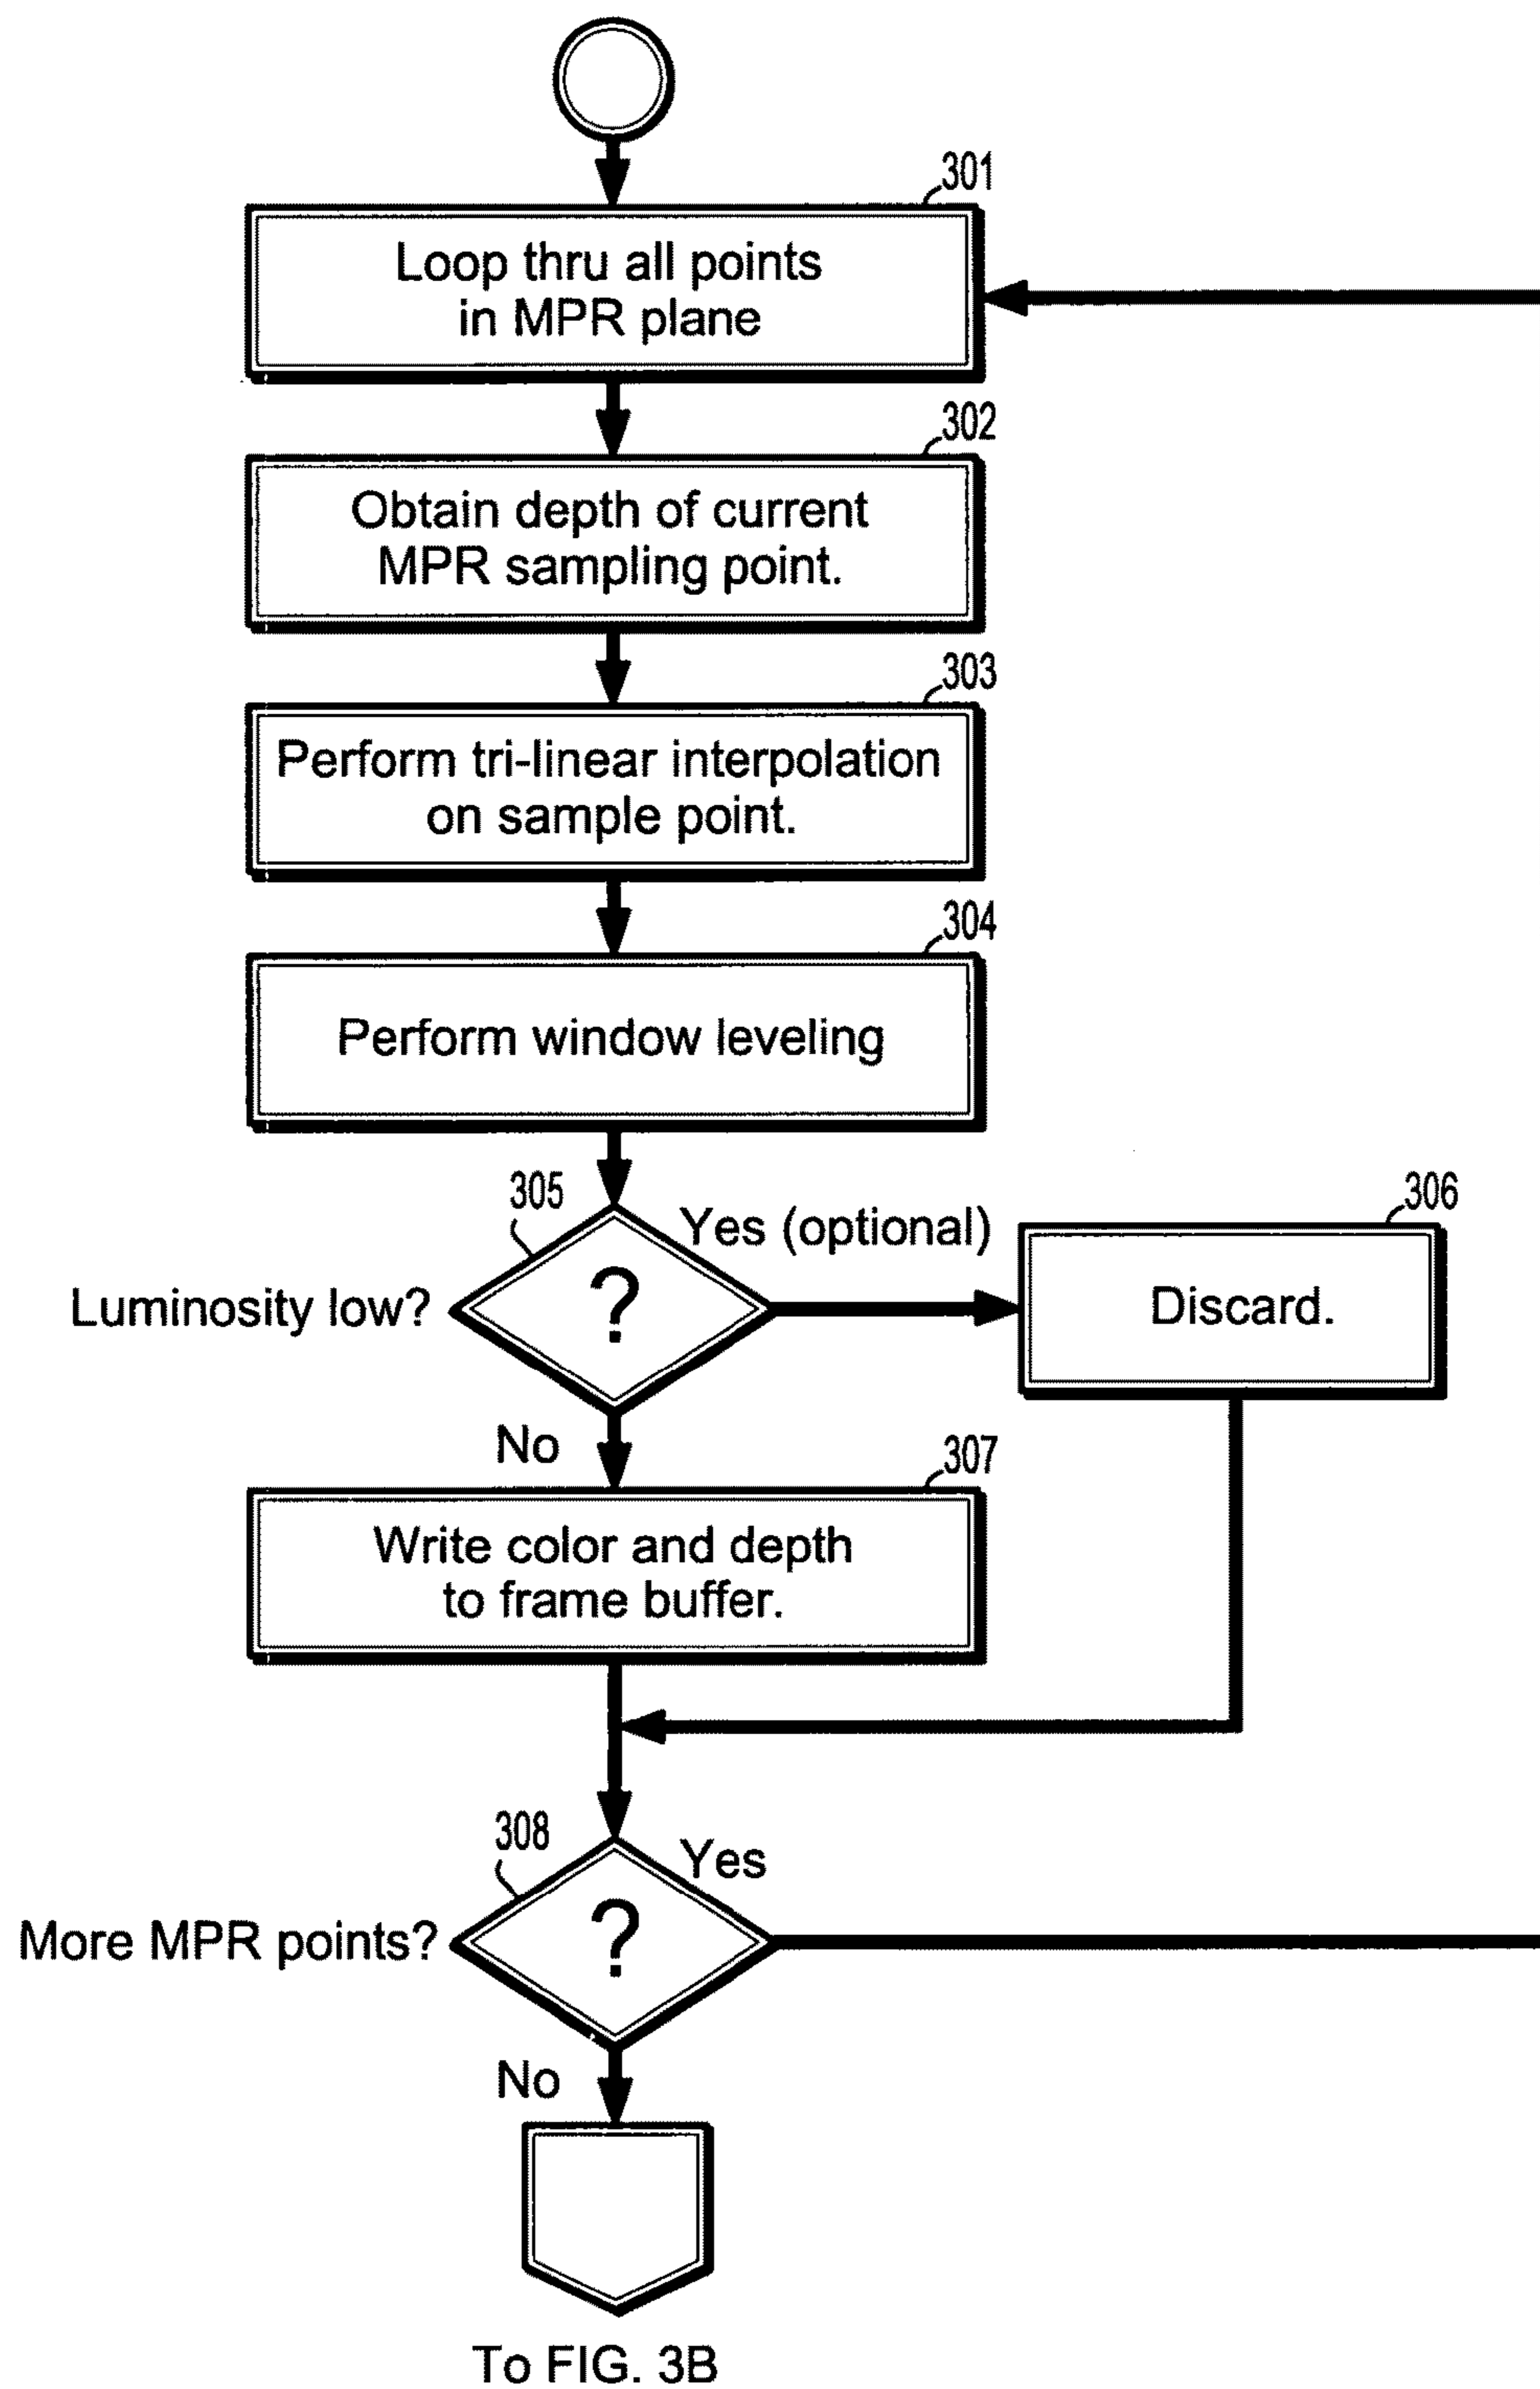 301
Loop thru all points
in MPR plane
302
Obtain depth of current
MPR sampling point.
303
Perform tri-linear interpolation
on sample point.
304
Perform window leveling
305
Yes (optional)
306
Luminosity low?
?
Discard.
No
307
Write color and depth
to frame buffer.
308
Yes
More MPR points?
?
No
To FIG. 3B